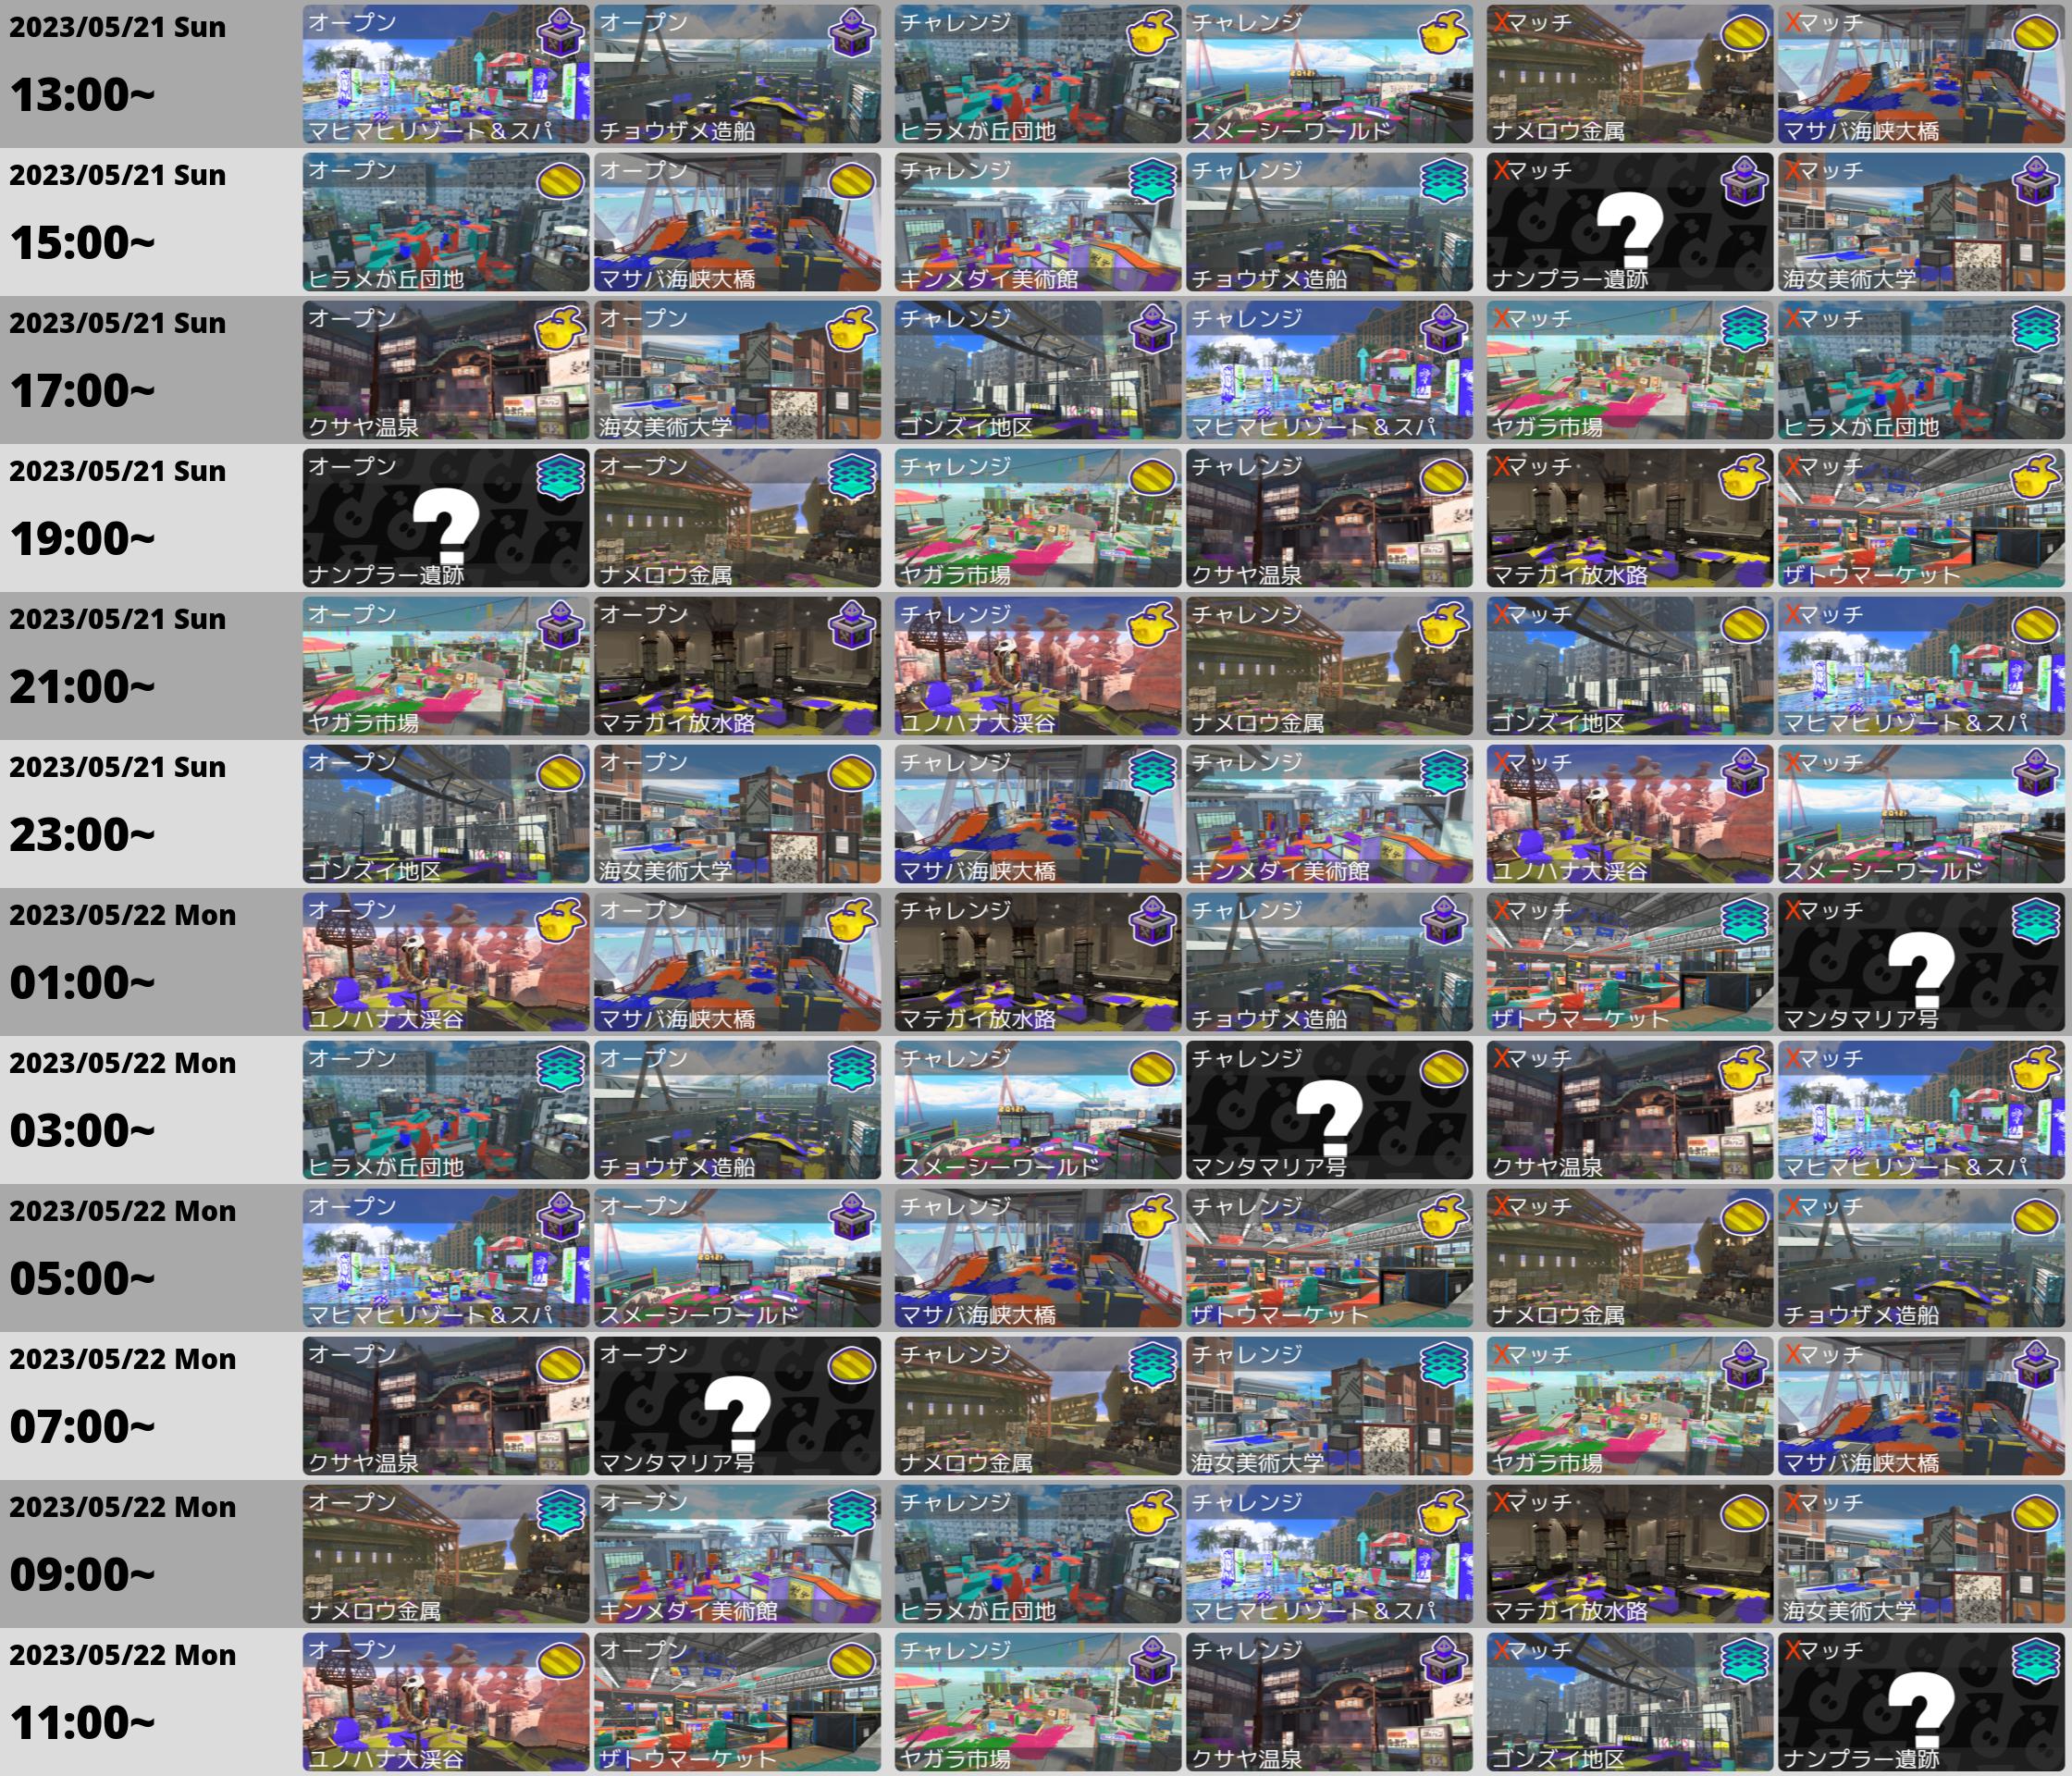 2023/05/21 Sun
13:00~
オープン オープン チャレンジ チャレンジ Xマッチ Xマッチ
マヒマヒリゾート＆スパ チョウザメ造船 ヒラメが丘団地 スメーシーワールド ナメロウ金属 マサバ海峡大橋
2023/05/21 Sun
15:00~
オープン オープン チャレンジ チャレンジ Xマッチ Xマッチ
ヒラメが丘団地 マサバ海峡大橋 キンメダイ美術館 チョウザメ造船 ナンプラー遺跡 海女美術大学
2023/05/21 Sun
17:00~
オープン オープン チャレンジ チャレンジ Xマッチ Xマッチ
クサヤ温泉 海女美術大学 ゴンズイ地区 マヒマヒリゾート＆スパ ヤガラ市場 ヒラメが丘団地
2023/05/21 Sun
19:00~
オープン オープン チャレンジ チャレンジ Xマッチ Xマッチ
ナンプラー遺跡 ナメロウ金属 ヤガラ市場 クサヤ温泉 マテガイ放水路 ザトウマーケット
2023/05/21 Sun
21:00~
オープン オープン チャレンジ チャレンジ Xマッチ Xマッチ
ヤガラ市場 マテガイ放水路 ユノハナ大渓谷 ナメロウ金属 ゴンズイ地区 マヒマヒリゾート＆スパ
2023/05/21 Sun
23:00~
オープン オープン チャレンジ チャレンジ Xマッチ Xマッチ
ゴンズイ地区 海女美術大学 マサバ海峡大橋 キンメダイ美術館 ユノハナ大渓谷 スメーシーワールド
2023/05/22 Mon
01:00~
オープン オープン チャレンジ チャレンジ Xマッチ Xマッチ
ユノハナ大渓谷 マサバ海峡大橋 マテガイ放水路 チョウザメ造船 ザトウマーケット マンタマリア号
2023/05/22 Mon
03:00~
オープン オープン チャレンジ チャレンジ Xマッチ Xマッチ
ヒラメが丘団地 チョウザメ造船 スメーシーワールド マンタマリア号 クサヤ温泉 マヒマヒリゾート＆スパ
2023/05/22 Mon
05:00~
オープン オープン チャレンジ チャレンジ Xマッチ Xマッチ
マヒマヒリゾート＆スパ スメーシーワールド マサバ海峡大橋 ザトウマーケット ナメロウ金属 チョウザメ造船
2023/05/22 Mon
07:00~
オープン オープン チャレンジ チャレンジ Xマッチ Xマッチ
クサヤ温泉 マンタマリア号 ナメロウ金属 海女美術大学 ヤガラ市場 マサバ海峡大橋
2023/05/22 Mon
09:00~
オープン オープン チャレンジ チャレンジ Xマッチ Xマッチ
ナメロウ金属 キンメダイ美術館 ヒラメが丘団地 マヒマヒリゾート＆スパ マテガイ放水路 海女美術大学
2023/05/22 Mon
11:00~
オープン オープン チャレンジ チャレンジ Xマッチ Xマッチ
ユノハナ大渓谷 ザトウマーケット ヤガラ市場 クサヤ温泉 ゴンズイ地区 ナンプラー遺跡